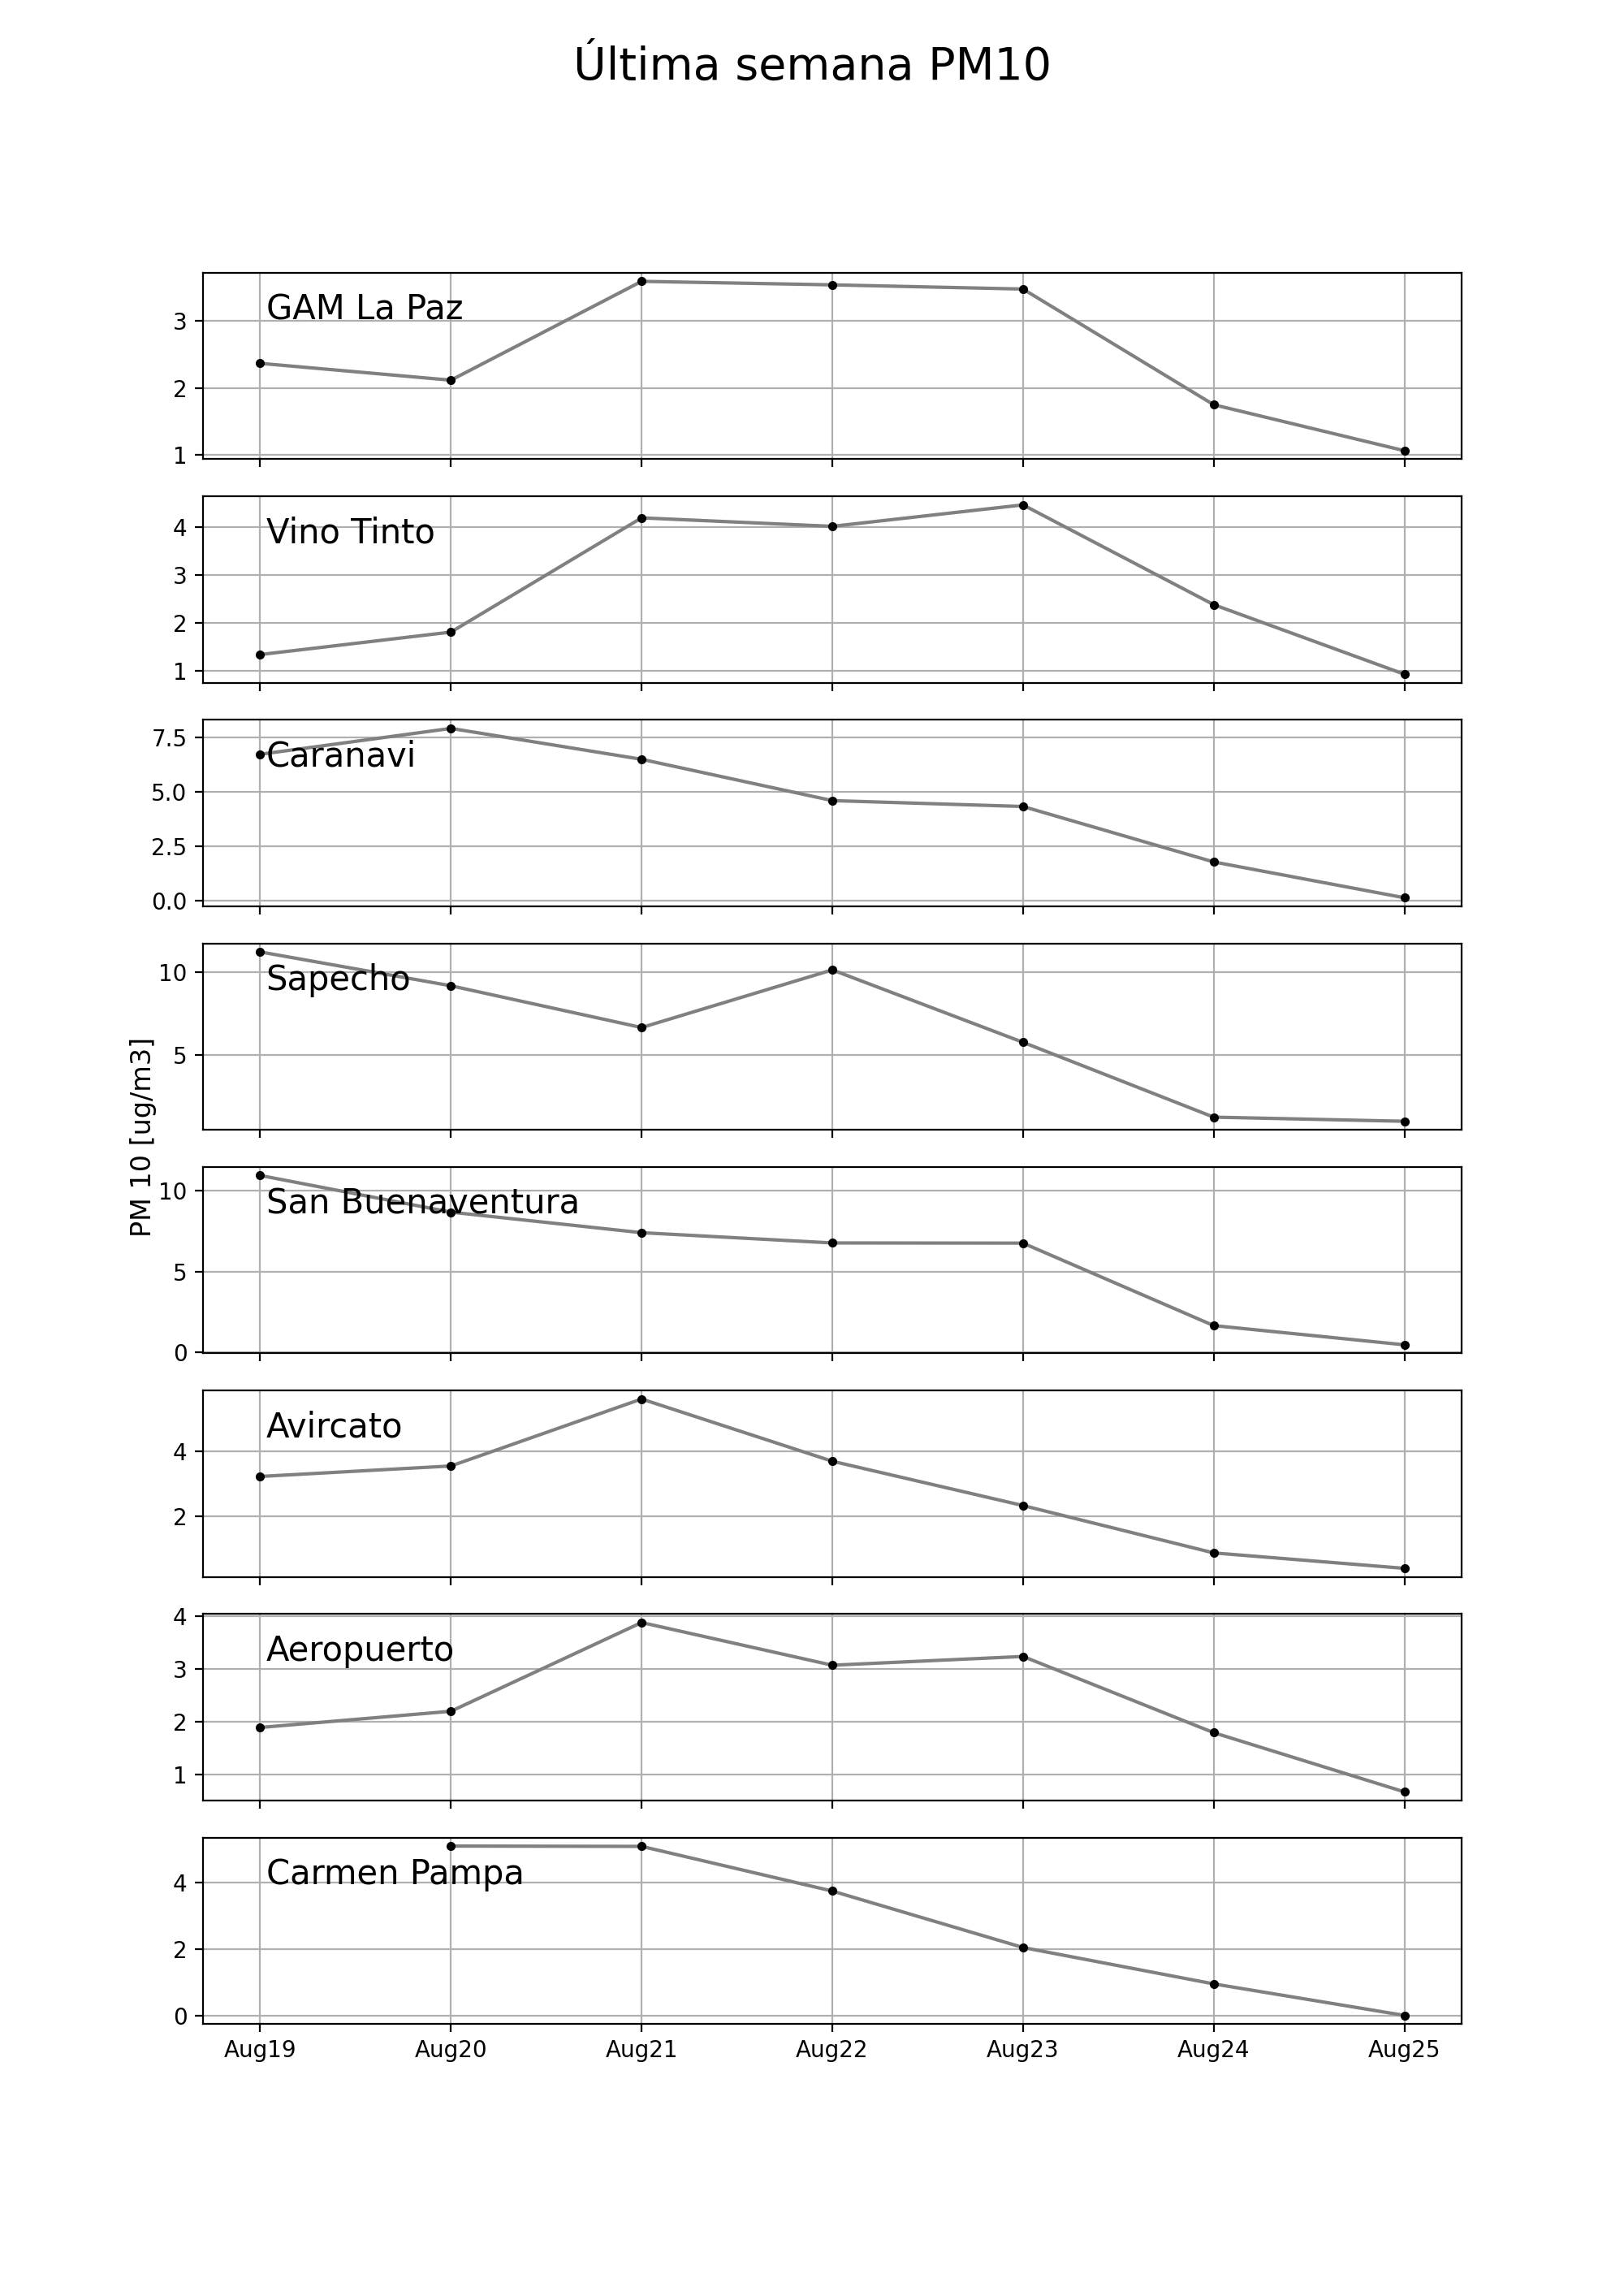 Última semana PM10
GAM La Paz
3
2
1
Vino Tinto
4
3
2
1
Caranavi
7.5
5.0
2.5
0.0
Sapecho
10
5
PM 10 [ug/m3]
San Buenaventura
10
5
0
Avircato
4
2
Aeropuerto
4
3
2
1
Carmen Pampa
4
2
0
Aug19 Aug20 Aug21 Aug22 Aug23 Aug24 Aug25